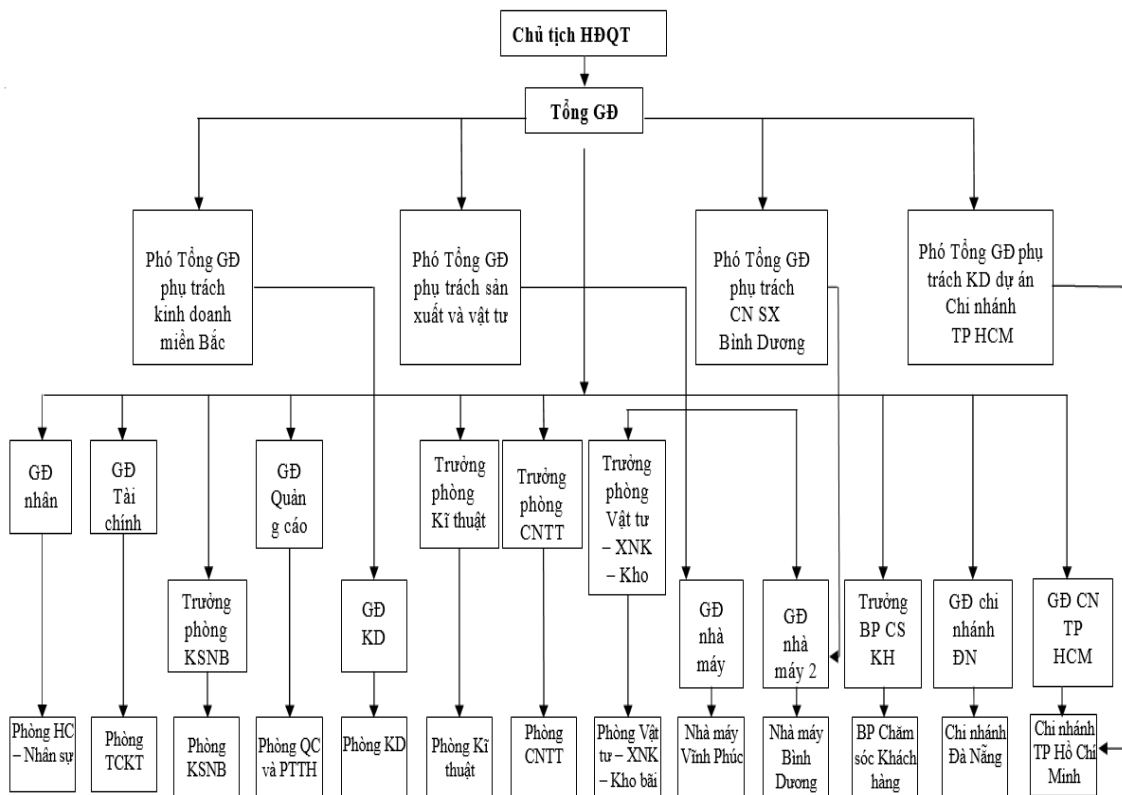 Chủ tịch HĐQT
Tổng GĐ
Phó Tổng GĐ
phụ trách
kinh doanh
miền Bắc
Phó Tổng GĐ
phụ trách sản
xuất và vật tư
Phó Tổng GĐ
phụ trách
CN SX
Bình Dương
Phó Tổng GĐ phụ
trách KD dự án
Chi nhánh
TP HCM
GĐ
nhân
GĐ
Tài
chính
Trưởng
phòng
KSNB
GĐ
Quản
g cáo
GĐ
KD
Trưởng
phòng
Kĩ thuật
Trưởng
phòng
CNTT
Trưởng
phòng
Vật tư
– XNK
– Kho
GĐ
nhà
máy
GĐ
nhà
máy 2
Trưởng
BP CS
KH
GĐ chi
nhánh
ĐN
GĐ CN
TP
HCM
Phòng HC
– Nhân sự
Phòng
TCKT
Phòng
KSNB
Phòng QC
và PTTH
Phòng KD
Phòng Kĩ
thuật
Phòng
CNTT
Phòng Vật
tư – XNK
– Kho bãi
Nhà máy
Vĩnh Phúc
Nhà máy
Bình
Dương
BP Chăm
sóc Khách
hàng
Chi nhánh
Đà Nẵng
Chi nhánh
TP Hồ Chí
Minh